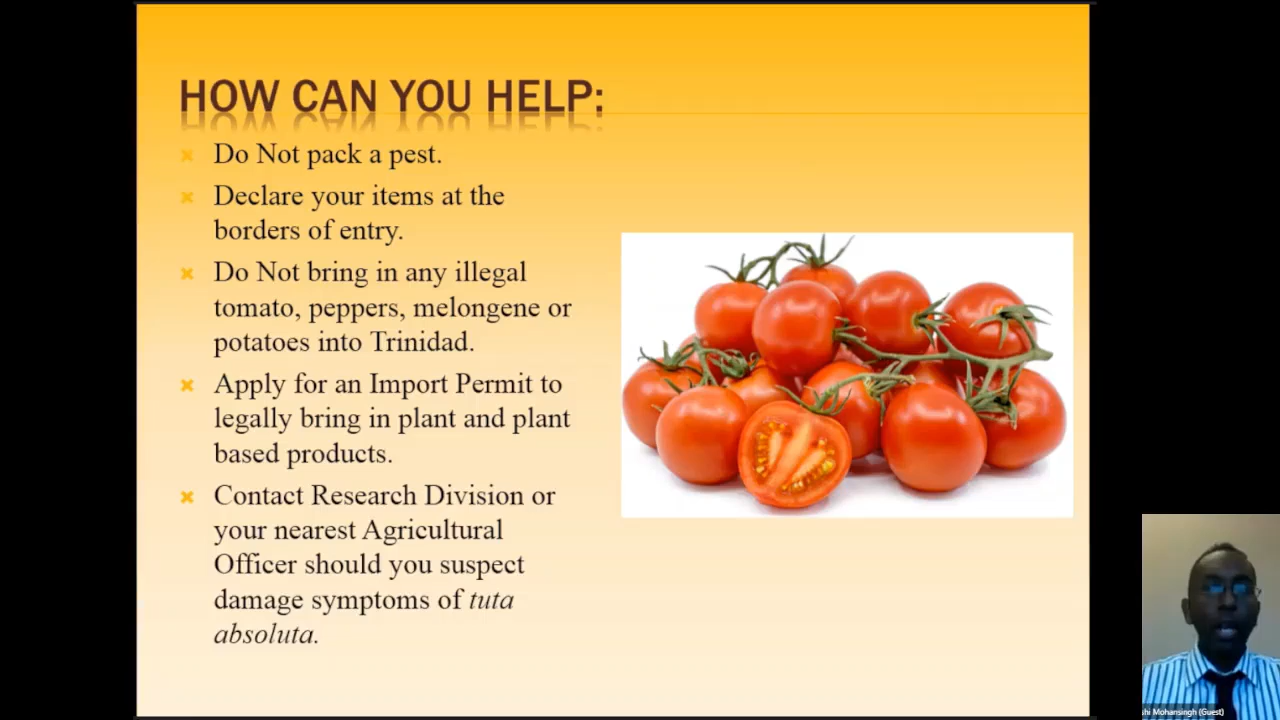 HOW CAN YOU HELP:
Do Not pack a pest.
Declare your items at the
borders of entry.
Do Not bring in any illegal
tomato, peppers, melongene or
potatoes into Trinidad.
Apply for an Import Permit to
legally bring in plant and plant
based products.
Contact Research Division or
your nearest Agricultural
Officer should you suspect
damage symptoms of tuta
absoluta.
Mohansingh (Guest)